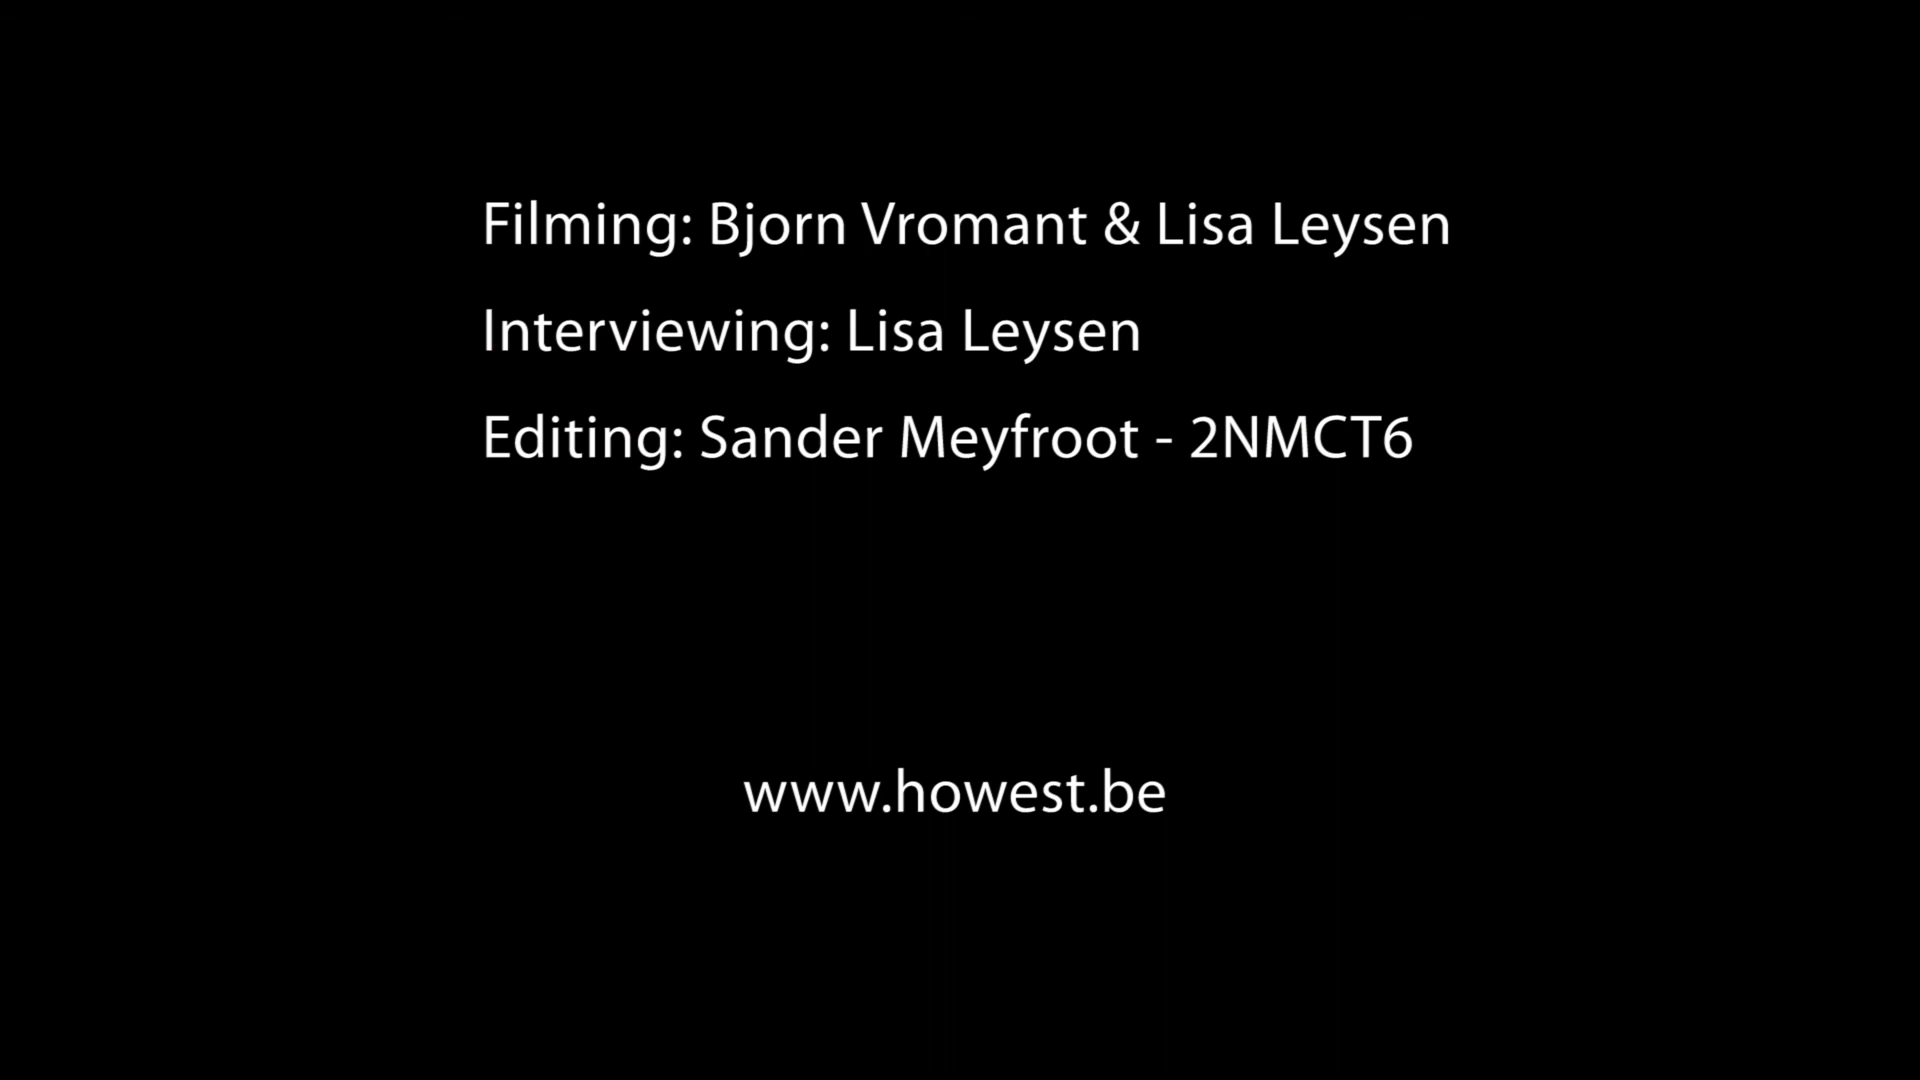 Filming: Bjorn Vromant & Lisa Leysen
Interviewing: Lisa Leysen
Editing: Sander Meyfroot - 2NMCT6
www.howest.be